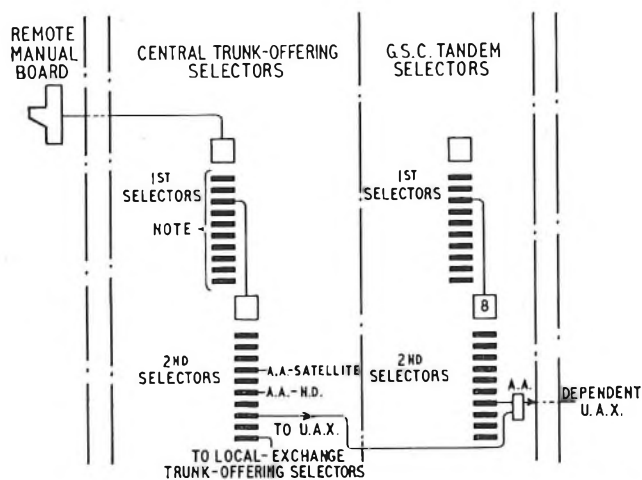 REMOTE
MANUAL
BOARD
CENTRAL TRUNK-OFFERING
SELECTORS
G.S.C. TANDEM
SELECTORS
1ST
SELECTORS
NOTE
1ST
SELECTORS
8
2ND
SELECTORS
A.A.-SATELLITE
A.A.-H.D.
TO U.A.X.
TO LOCAL-EXCHANGE
TRUNK-OFFERING SELECTORS
2ND
SELECTORS
A.A.
DEPENDENT
U.A.X.